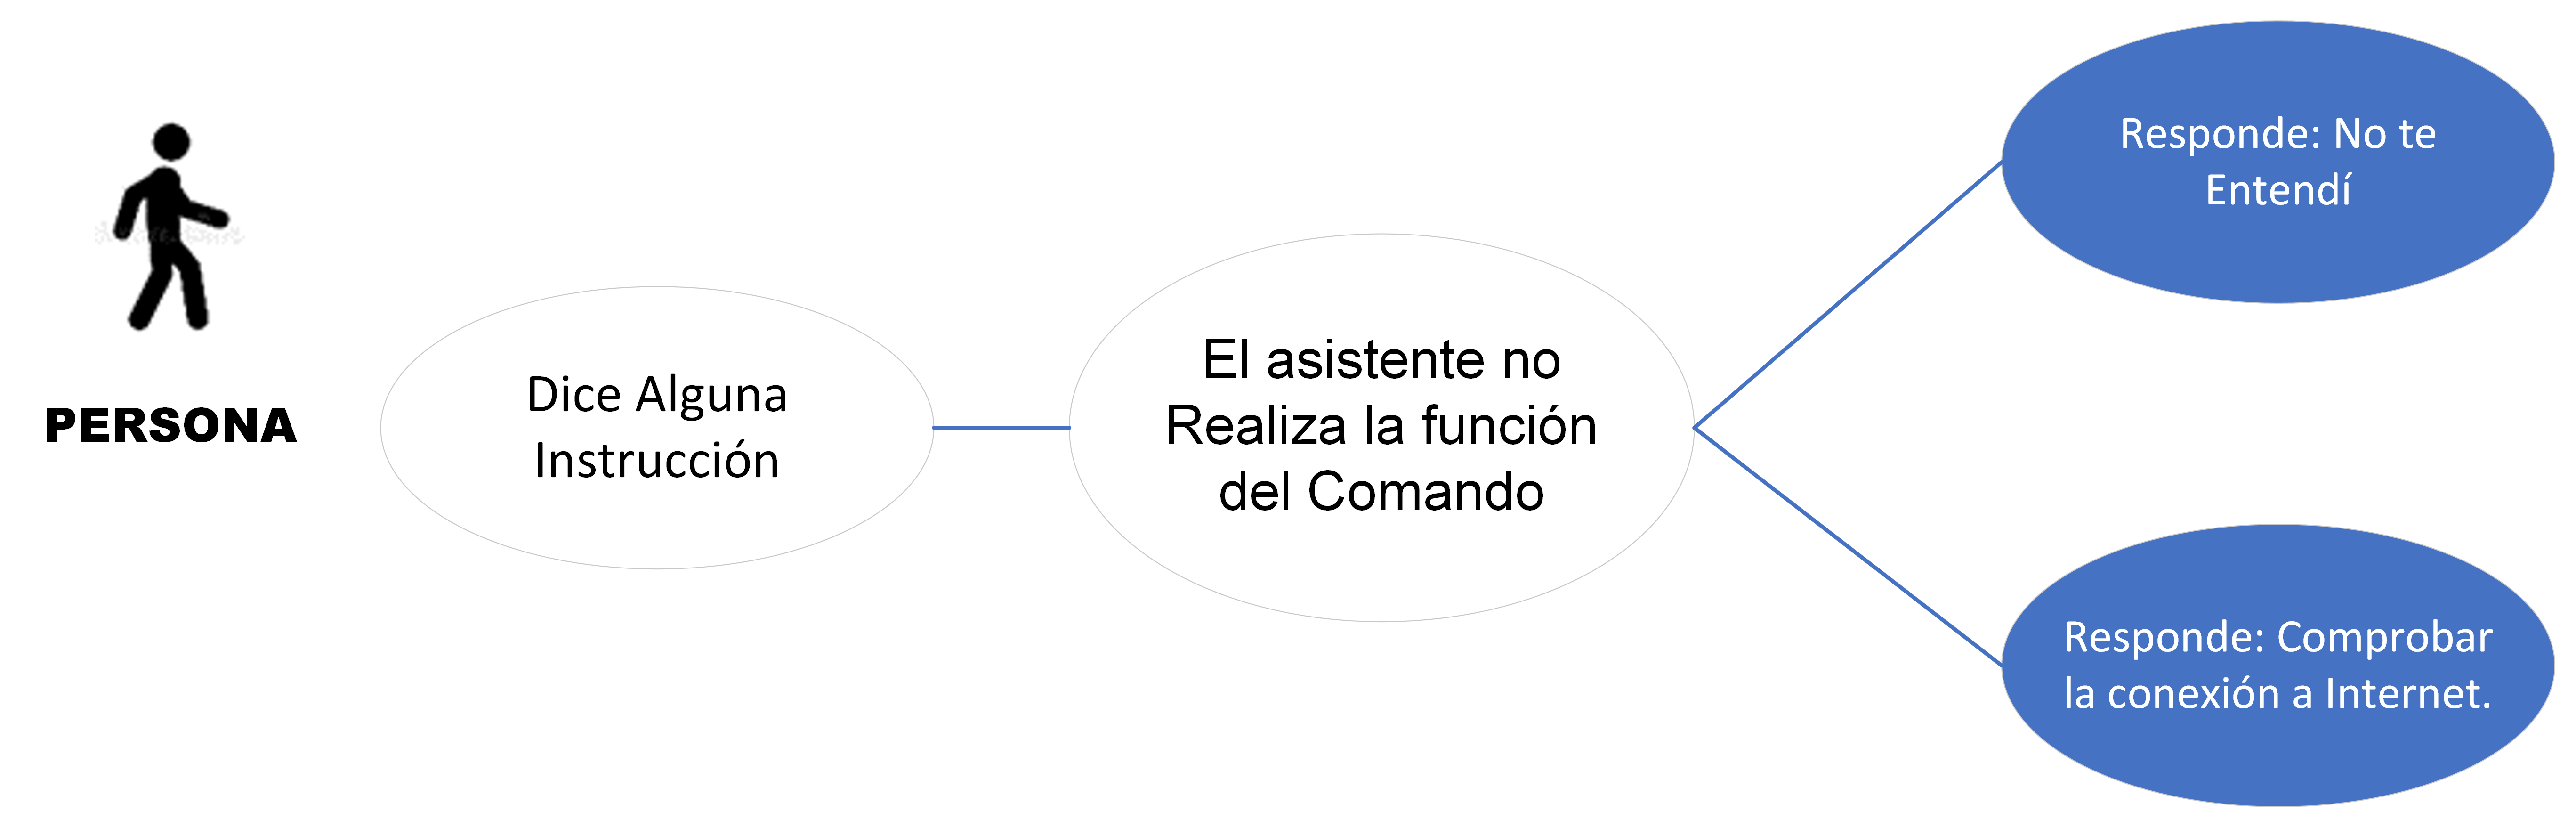 PERSONA
Dice Alguna
Instrucción
El asistente no
Realiza la función
del Comando
Responde: No te
Entendí
Responde: Comprobar
la conexión a Internet.